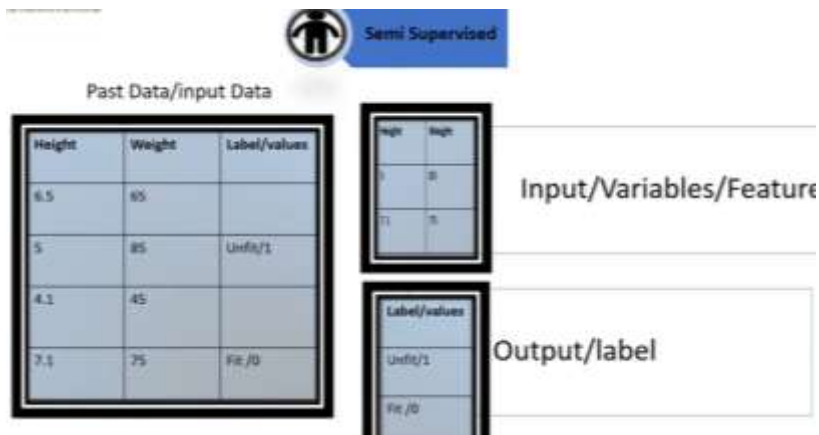 Semi Supervised
Past Data/input Data
Height Weight Label/values
6.5 65
5 85 Unfit/1
4.1 45
7.1 75 Fit /0
Input/Variables/Feature
Label/values
Unfit/1
Fit /0
Output/label